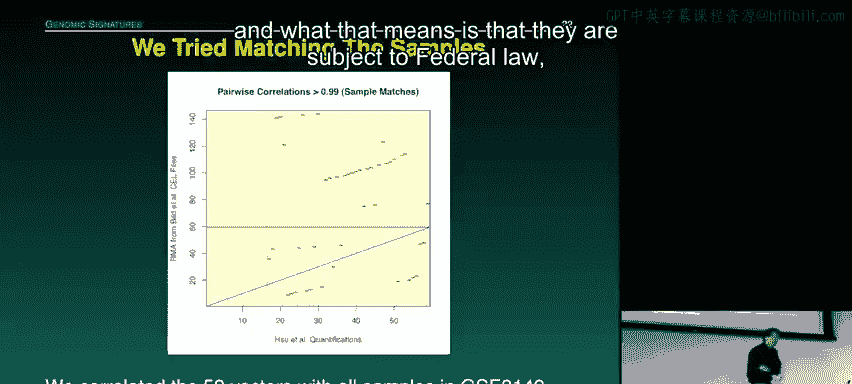 GENOMIC SIGNATURES
GPT中英字幕课程资源@bilibili.com
and what that means is that they are
We Tried Matching The Samples
subject to Federal law,
Pairwise Correlations > 0.99 (Sample Matches)
RMA from Bild et al CEL Files
20 40 60 80 100 120 140
10 20 30 40 50
Hsu et al Quantifications
We correlated the 59 vectors with all samples in GSE3149